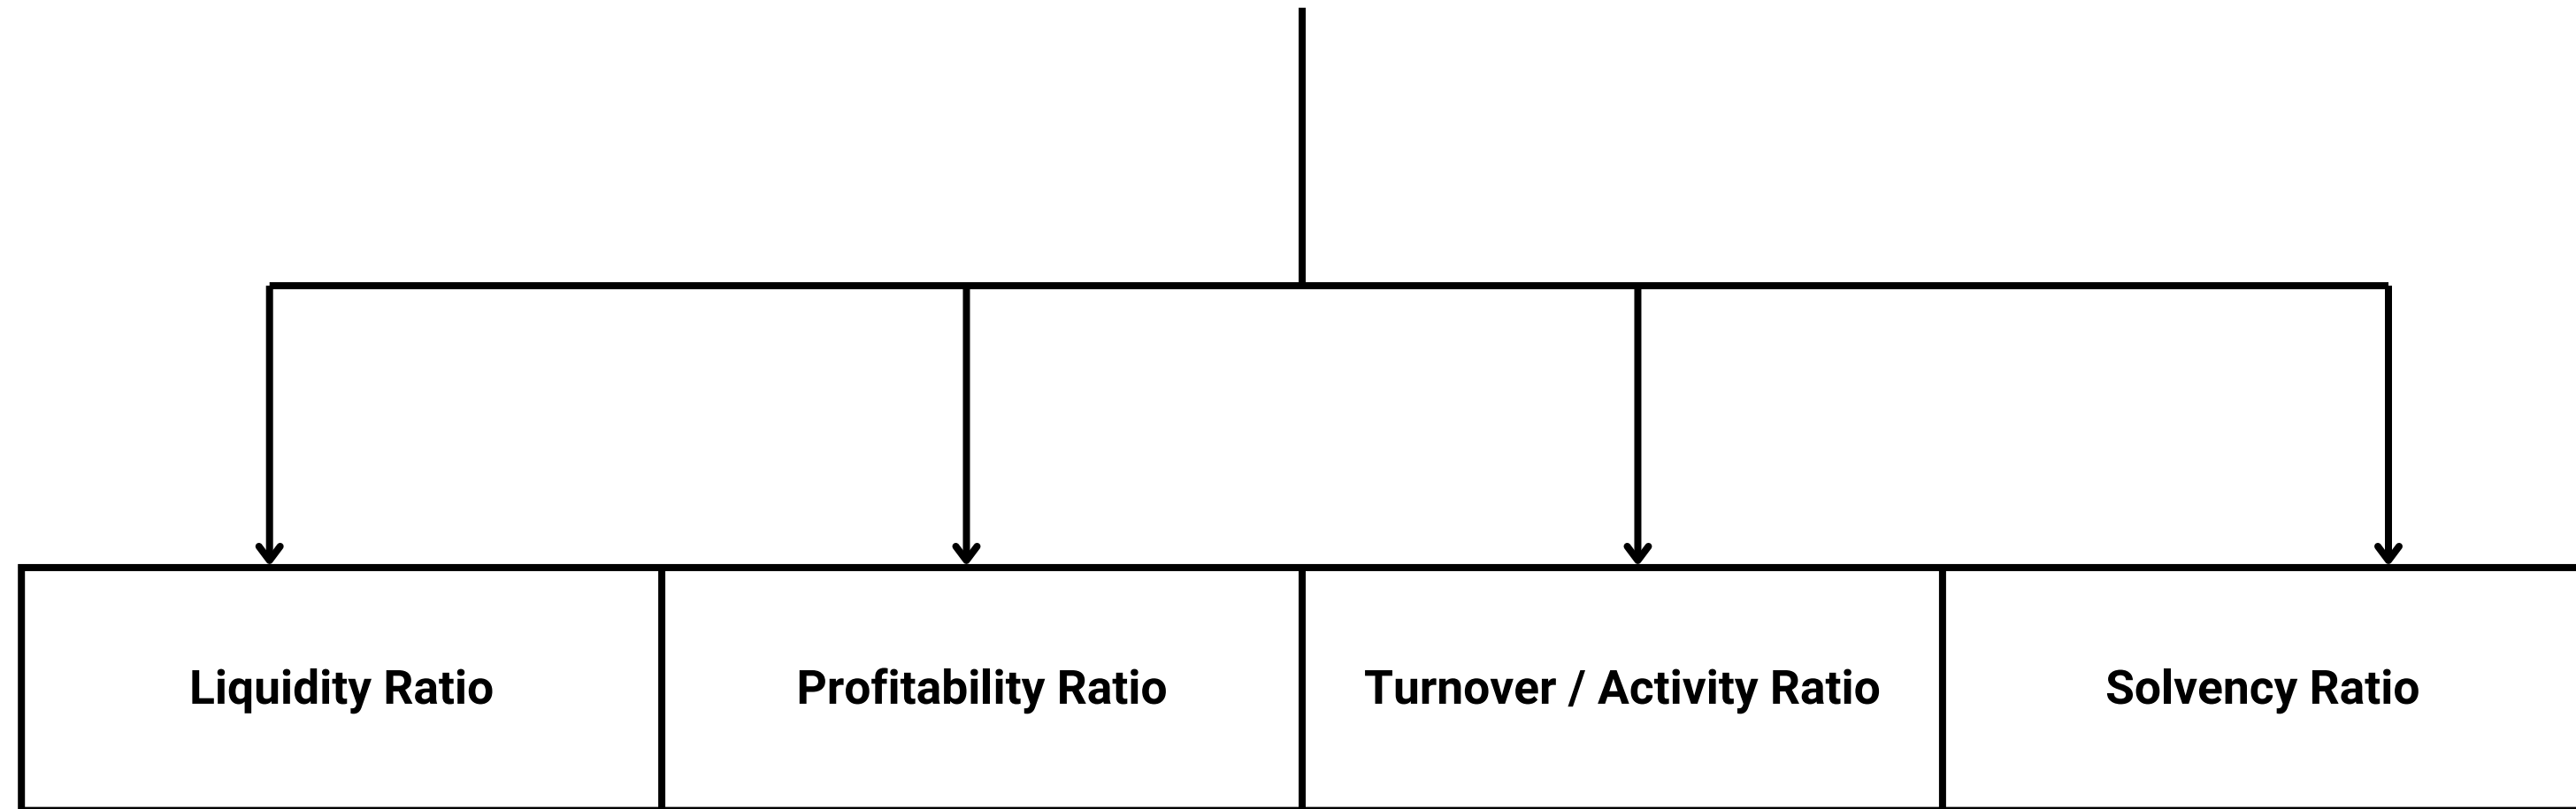 Liquidity Ratio
Profitability Ratio
Turnover / Activity Ratio
Solvency Ratio